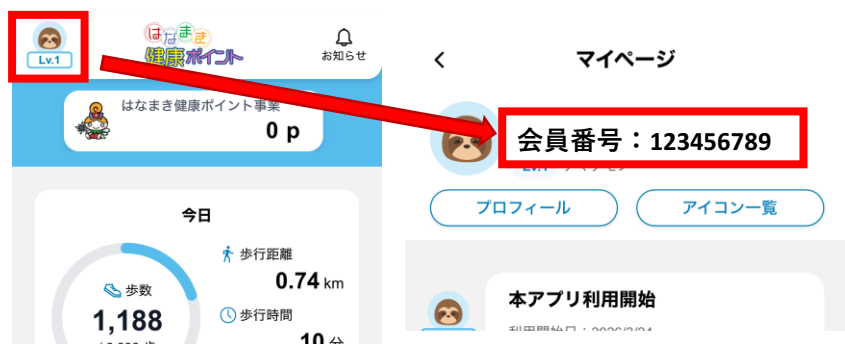 はなまき
健康ポイント
Lv.1
お知らせ
はなまき健康ポイント事業
0 p
今日
歩行距離
0.74 km
歩数
1,188
歩行時間
10 分
マイページ
会員番号：123456789
プロフィール
アイコン一覧
本アプリ利用開始